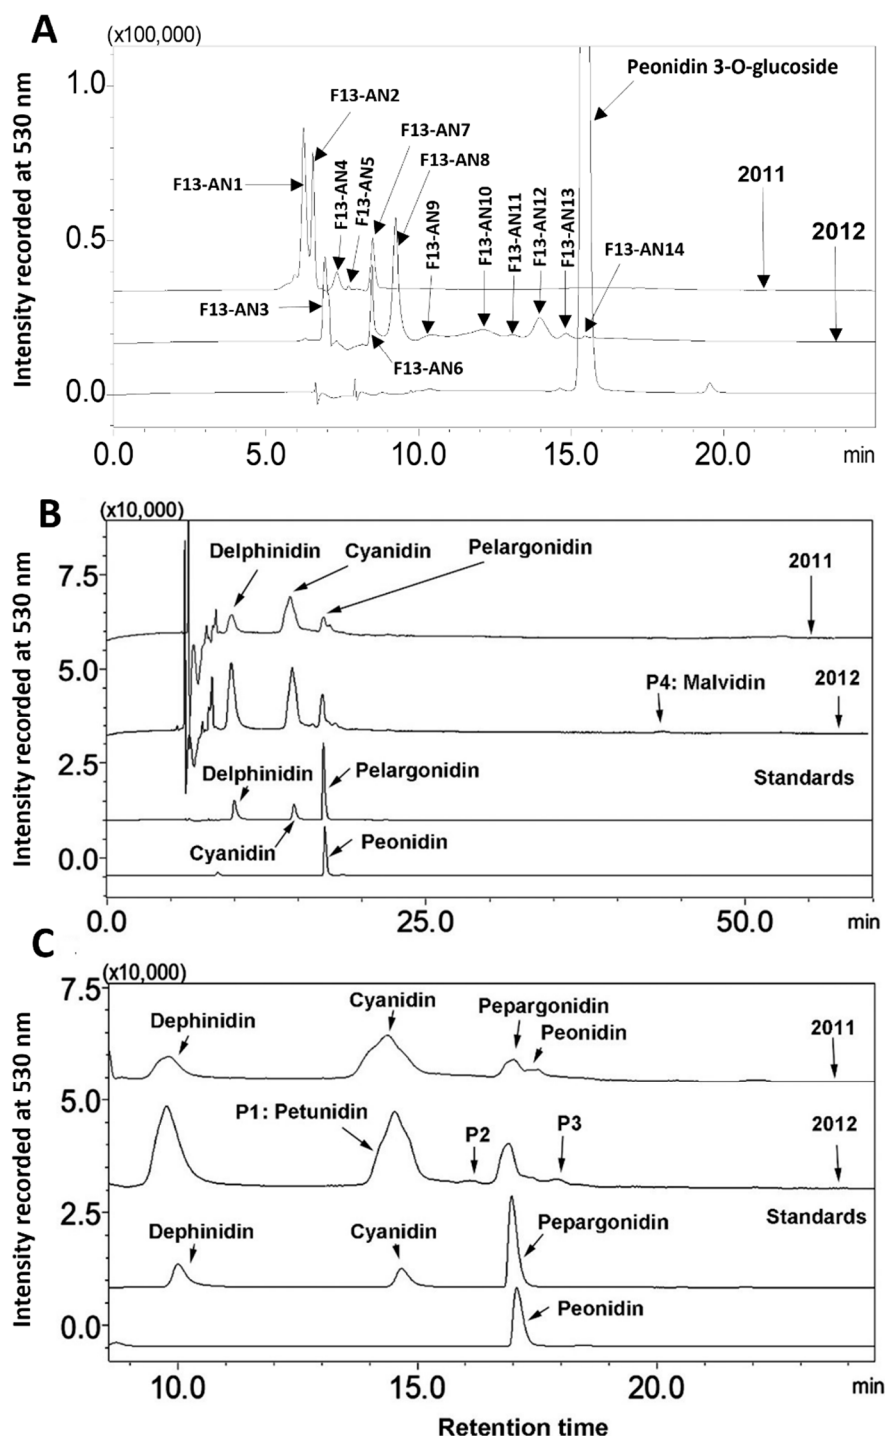 A
(x100,000)
Intensity recorded at 530 nm
1.0
0.5
0.0
F13-AN1
F13-AN2
F13-AN3
F13-AN4
F13-AN5
F13-AN6
F13-AN7
F13-AN8
F13-AN9
F13-AN10
F13-AN11
F13-AN12
F13-AN13
F13-AN14
Peonidin 3-O-glucoside
2011
2012
0.0
5.0
10.0
15.0
20.0
min
B
(x10,000)
Intensity recorded at 530 nm
7.5
5.0
2.5
0.0
Delphinidin
Cyanidin
Pelargonidin
2011
P4: Malvidin
2012
Delphinidin
Pelargonidin
Standards
Cyanidin
Peonidin
0.0
25.0
50.0
min
C
(x10,000)
Intensity recorded at 530 nm
7.5
5.0
2.5
0.0
Dephinidin
Cyanidin
Pepargonidin
Peonidin
2011
P1: Petunidin
P2
P3
2012
Dephinidin
Cyanidin
Pepargonidin
Standards
Peonidin
10.0
15.0
20.0
min
Retention time